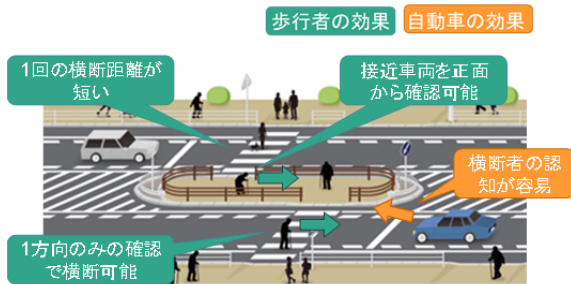 歩行者の効果 自動車の効果
1回の横断距離が
短い
接近車両を正面
から確認可能
横断者の認
知が容易
1方向のみの確認
で横断可能